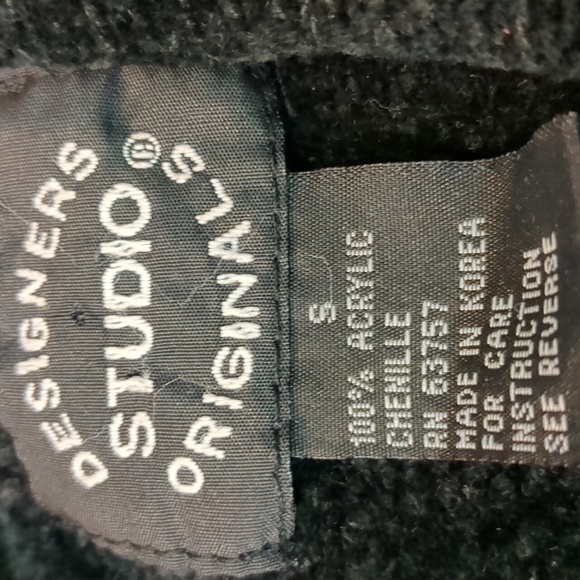 DESIGNERS
STUDIO®
ORIGINALS
S
100% ACRYLIC
CHENILLE
RN 63757
MADE IN KOREA
FOR CARE
INSTRUCTION
SEE REVERSE